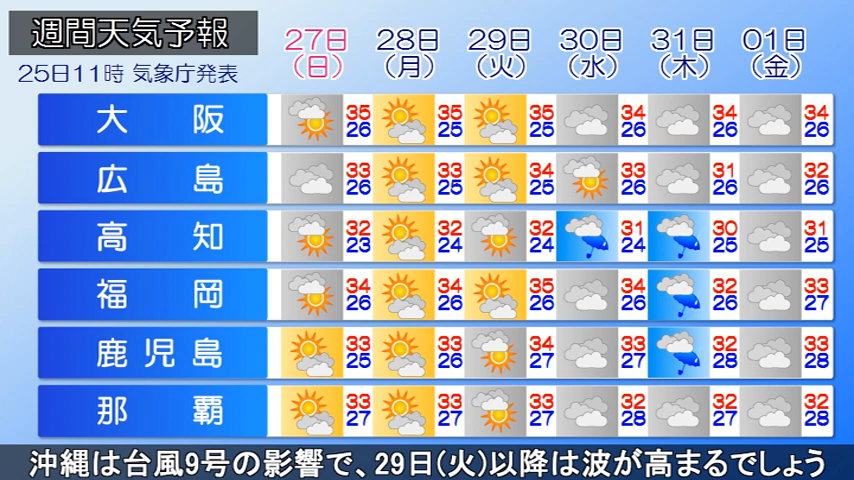 週間天気予報
25日11時 気象庁発表
27日 28日 29日 30日 31日 01日
(日) (月) (火) (水) (木) (金)
大阪 35 26 35 25 35 25 34 26 34 26 34 26
広島 33 26 33 25 34 25 33 26 31 26 32 26
高知 32 23 32 24 32 24 31 24 30 25 31 25
福岡 34 26 34 26 35 26 34 26 32 26 33 27
鹿児島 33 25 33 26 34 27 33 27 32 28 33 28
那覇 33 27 33 27 33 27 32 28 32 27 32 28
沖縄は台風9号の影響で、29日(火)以降は波が高まるでしょう